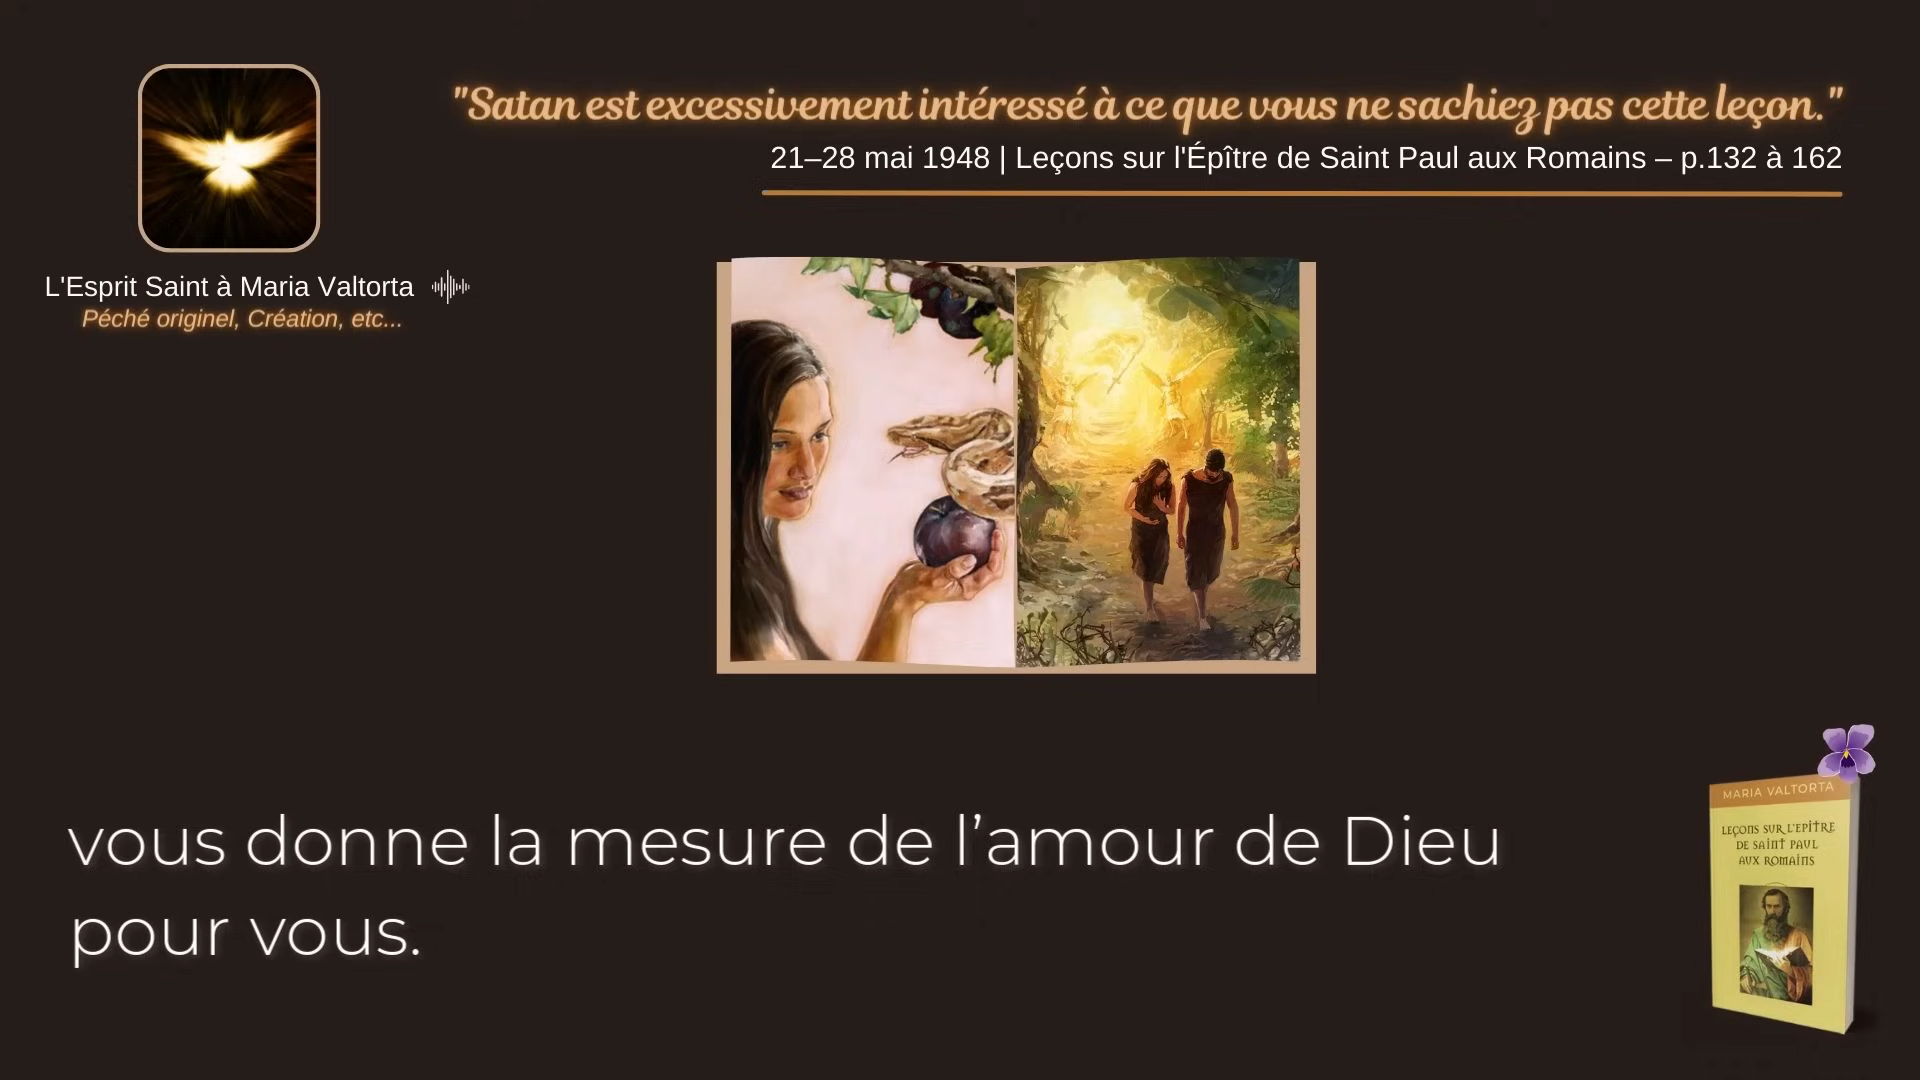 "Satan est excessivement intéressé à ce que vous ne sachiez pas cette leçon."
21–28 mai 1948 | Leçons sur l'Épître de Saint Paul aux Romains – p.132 à 162
L'Esprit Saint à Maria Valtorta
Péché originel, Création, etc...
vous donne la mesure de l’amour de Dieu
pour vous.
MARIA VALTORTA
LEÇONS SUR L'EPÎTRE
DE SAINT PAUL
AUX ROMAINS